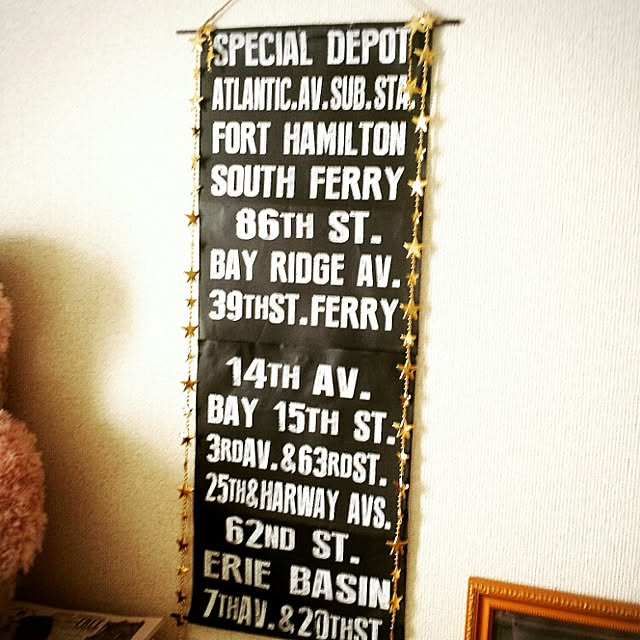 SPECIAL DEPOT
ATLANTIC.AV.SUB.STA.
FORT HAMILTON
SOUTH FERRY
86TH ST.
BAY RIDGE AV.
39THST.FERRY
14TH AV.
BAY 15TH ST.
3RDAV.&63RDST.
25TH&HARWAY AVS.
62ND ST.
ERIE BASIN
7THAV.&,20THST